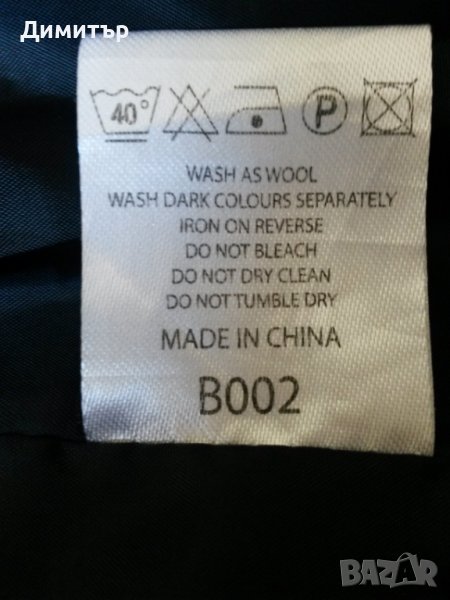 Димитър
40°
P
WASH AS WOOL
WASH DARK COLOURS SEPARATELY
IRON ON REVERSE
DO NOT BLEACH
DO NOT DRY CLEAN
DO NOT TUMBLE DRY
MADE IN CHINA
B002
BAZAR